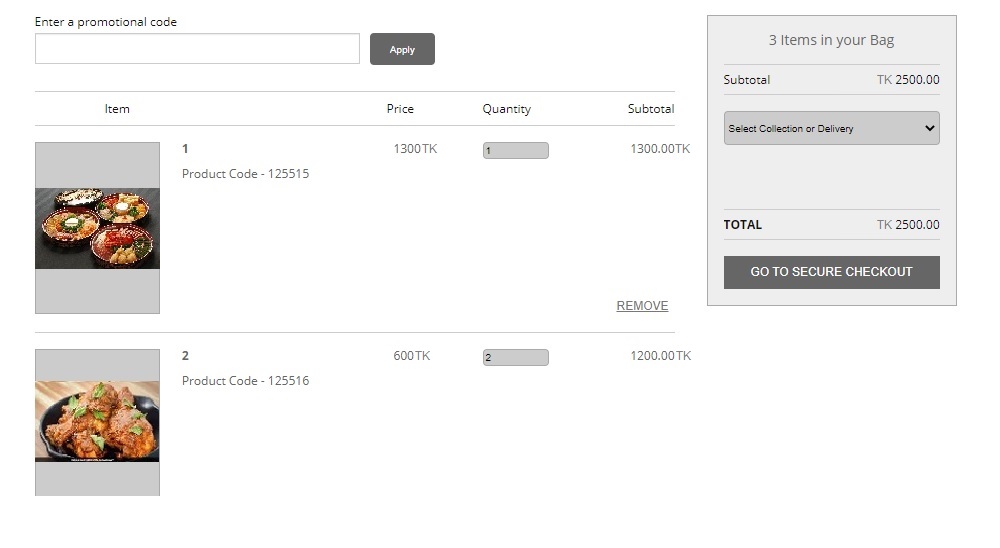 Enter a promotional code
Apply
Item Price Quantity Subtotal
1 1300TK 1 1300.00TK
Product Code - 125515
REMOVE
2 600TK 2 1200.00TK
Product Code - 125516
3 Items in your Bag
Subtotal TK 2500.00
Select Collection or Delivery
TOTAL TK 2500.00
GO TO SECURE CHECKOUT